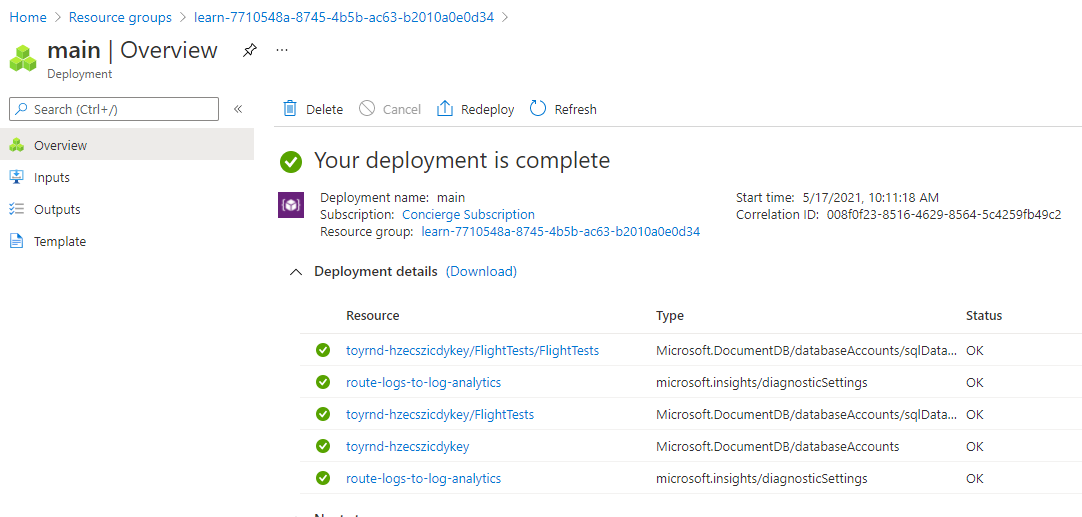 Home > Resource groups > learn-7710548a-8745-4b5b-ac63-b2010a0e0d34 >
main | Overview
Deployment
Search (Ctrl+/)
Overview
Inputs
Outputs
Template
Delete Cancel Redeploy Refresh
Your deployment is complete
Deployment name: main
Subscription: Concierge Subscription
Resource group: learn-7710548a-8745-4b5b-ac63-b2010a0e0d34
Start time: 5/17/2021, 10:11:18 AM
Correlation ID: 008f0f23-8516-4629-8564-5c4259fb49c2
Deployment details (Download)
Resource Type Status
toyrnd-hzecszicdykey/FlightTests/FlightTests Microsoft.DocumentDB/databaseAccounts/sqlData... OK
route-logs-to-log-analytics microsoft.insights/diagnosticSettings OK
toyrnd-hzecszicdykey/FlightTests Microsoft.DocumentDB/databaseAccounts/sqlData... OK
toyrnd-hzecszicdykey Microsoft.DocumentDB/databaseAccounts OK
route-logs-to-log-analytics microsoft.insights/diagnosticSettings OK